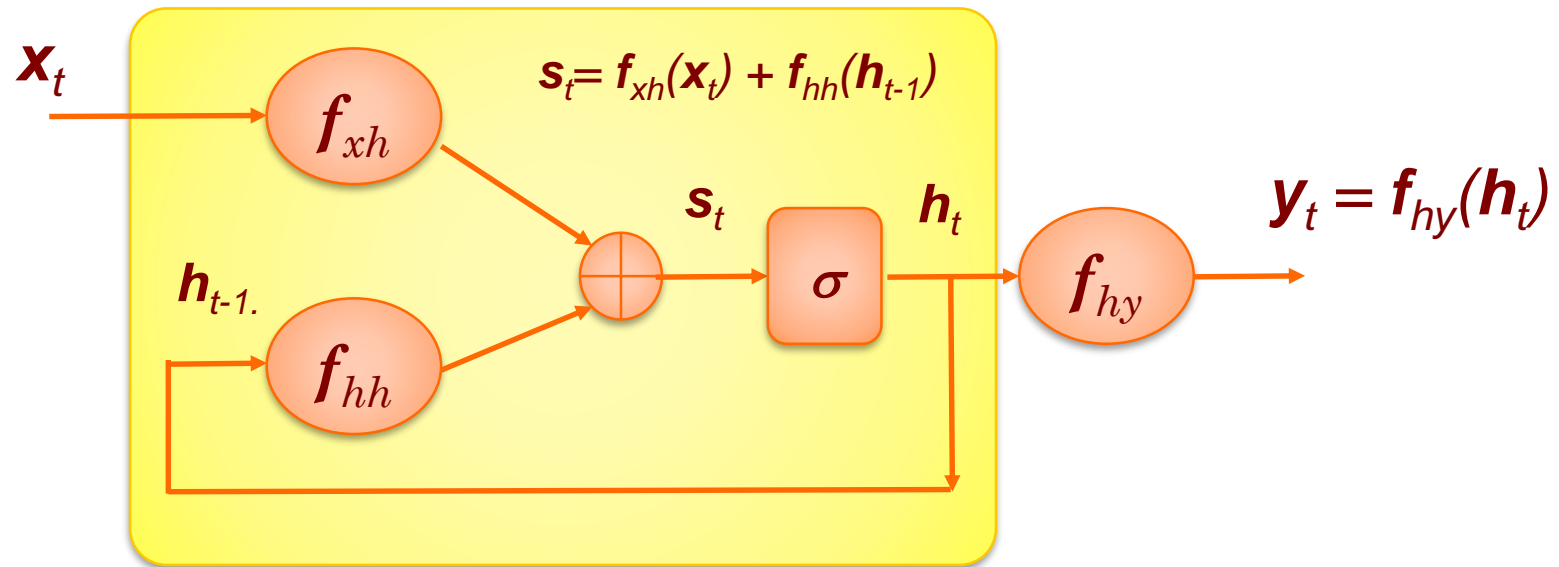 x_t
s_t= f_xh(x_t) + f_hh(h_t-1)
f_xh
s_t
h_t
y_t = f_hy(h_t)
h_t-1.
σ
f_hy
f_hh